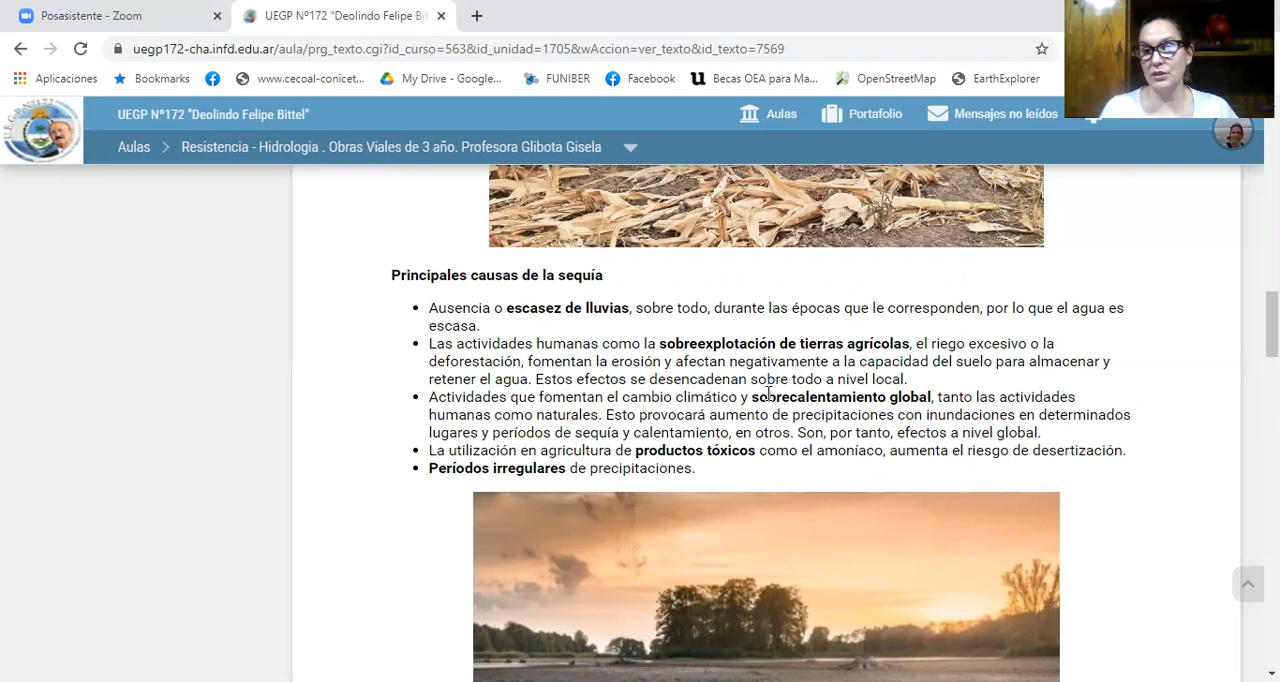 Posasistente - Zoom
UEGP Nº172 "Deolindo Felipe Bit
uegp172-cha.infd.edu.ar/aula/prg_texto.cgi?id_curso=563&id_unidad=1705&wAccion=ver_texto&id_texto=7569
Aplicaciones Bookmarks www.cecoal-conicet... My Drive - Google... FUNIBER Facebook Becas OEA para Ma... OpenStreetMap EarthExplorer
UEGP Nº172 "Deolindo Felipe Bittel" Aulas Portafolio Mensajes no leídos
Aulas > Resistencia - Hidrologia . Obras Viales de 3 año. Profesora Glibota Gisela
Principales causas de la sequía
• Ausencia o escasez de lluvias, sobre todo, durante las épocas que le corresponden, por lo que el agua es
escasa.
• Las actividades humanas como la sobreexplotación de tierras agrícolas, el riego excesivo o la
deforestación, fomentan la erosión y afectan negativamente a la capacidad del suelo para almacenar y
retener el agua. Estos efectos se desencadenan sobre todo a nivel local.
• Actividades que fomentan el cambio climático y sobrecalentamiento global, tanto las actividades
humanas como naturales. Esto provocará aumento de precipitaciones con inundaciones en determinados
lugares y períodos de sequía y calentamiento, en otros. Son, por tanto, efectos a nivel global.
• La utilización en agricultura de productos tóxicos como el amoníaco, aumenta el riesgo de desertización.
• Períodos irregulares de precipitaciones.